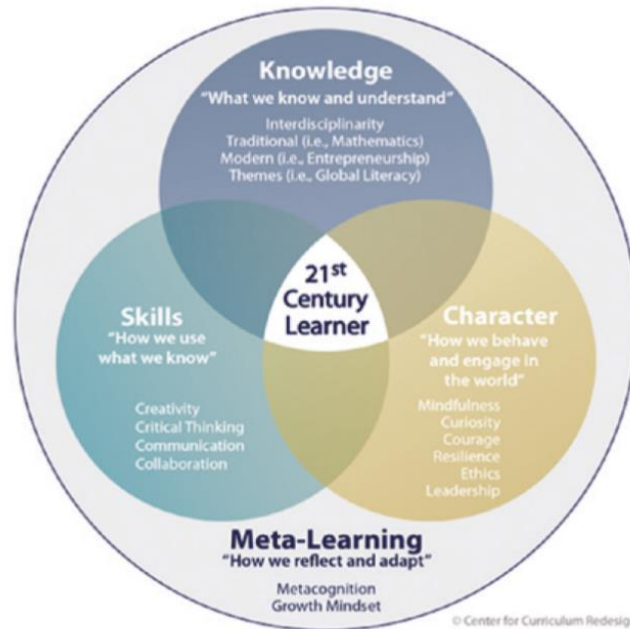 Knowledge
"What we know and understand"
Interdisciplinarity
Traditional (i.e., Mathematics)
Modern (i.e., Entrepreneurship)
Themes (i.e., Global Literacy)
21st
Century
Learner
Skills
"How we use
what we know"
Creativity
Critical Thinking
Communication
Collaboration
Character
"How we behave
and engage in
the world"
Mindfulness
Curiosity
Courage
Resilience
Ethics
Leadership
Meta-Learning
"How we reflect and adapt"
Metacognition
Growth Mindset
© Center for Curriculum Redesig